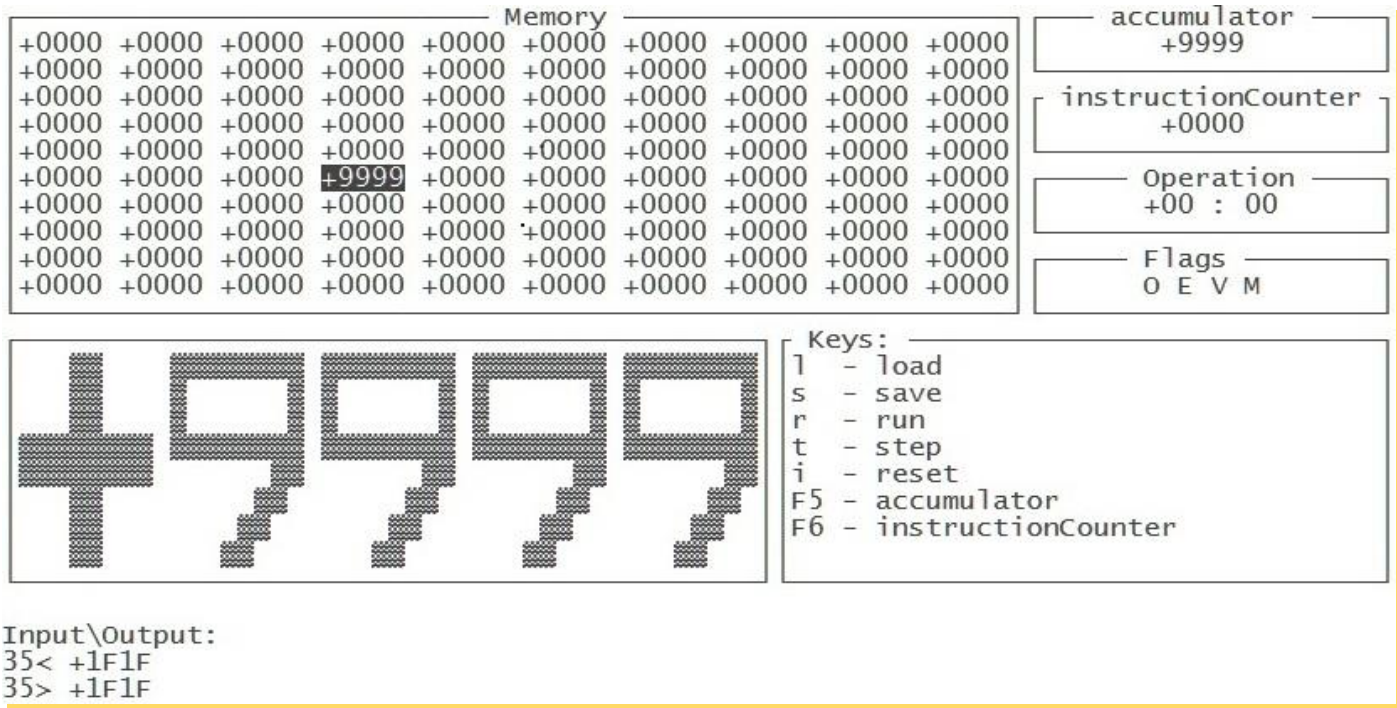 Memory
+0000 +0000 +0000 +0000 +0000 +0000 +0000 +0000 +0000 +0000
+0000 +0000 +0000 +0000 +0000 +0000 +0000 +0000 +0000 +0000
+0000 +0000 +0000 +0000 +0000 +0000 +0000 +0000 +0000 +0000
+0000 +0000 +0000 +0000 +0000 +0000 +0000 +0000 +0000 +0000
+0000 +0000 +0000 +0000 +0000 +0000 +0000 +0000 +0000 +0000
+0000 +0000 +0000 +9999 +0000 +0000 +0000 +0000 +0000 +0000
+0000 +0000 +0000 +0000 +0000 +0000 +0000 +0000 +0000 +0000
+0000 +0000 +0000 +0000 +0000 +0000 +0000 +0000 +0000 +0000
+0000 +0000 +0000 +0000 +0000 +0000 +0000 +0000 +0000 +0000
+0000 +0000 +0000 +0000 +0000 +0000 +0000 +0000 +0000 +0000
accumulator
+9999
instructionCounter
+0000
Operation
+00 : 00
Flags
O E V M
+9999
Keys:
l - load
s - save
r - run
t - step
i - reset
F5 - accumulator
F6 - instructionCounter
Input\Output:
35< +1F1F
35> +1F1F